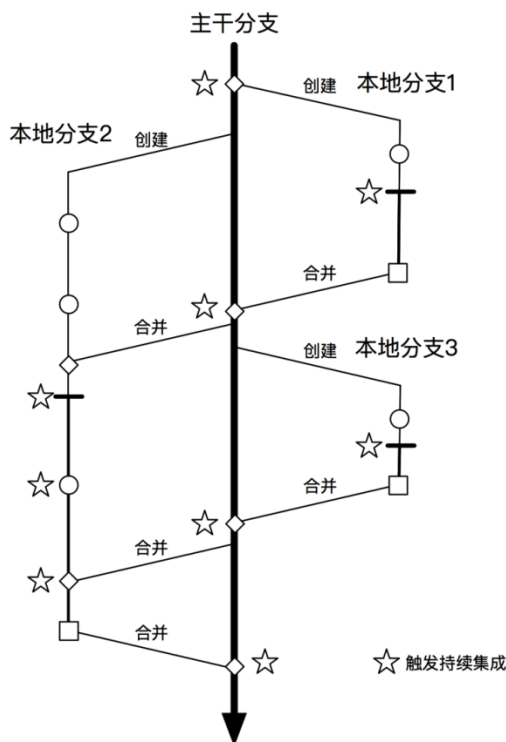 主干分支
创建
本地分支1
本地分支2
创建
合并
合并
创建
本地分支3
合并
合并
合并
触发持续集成